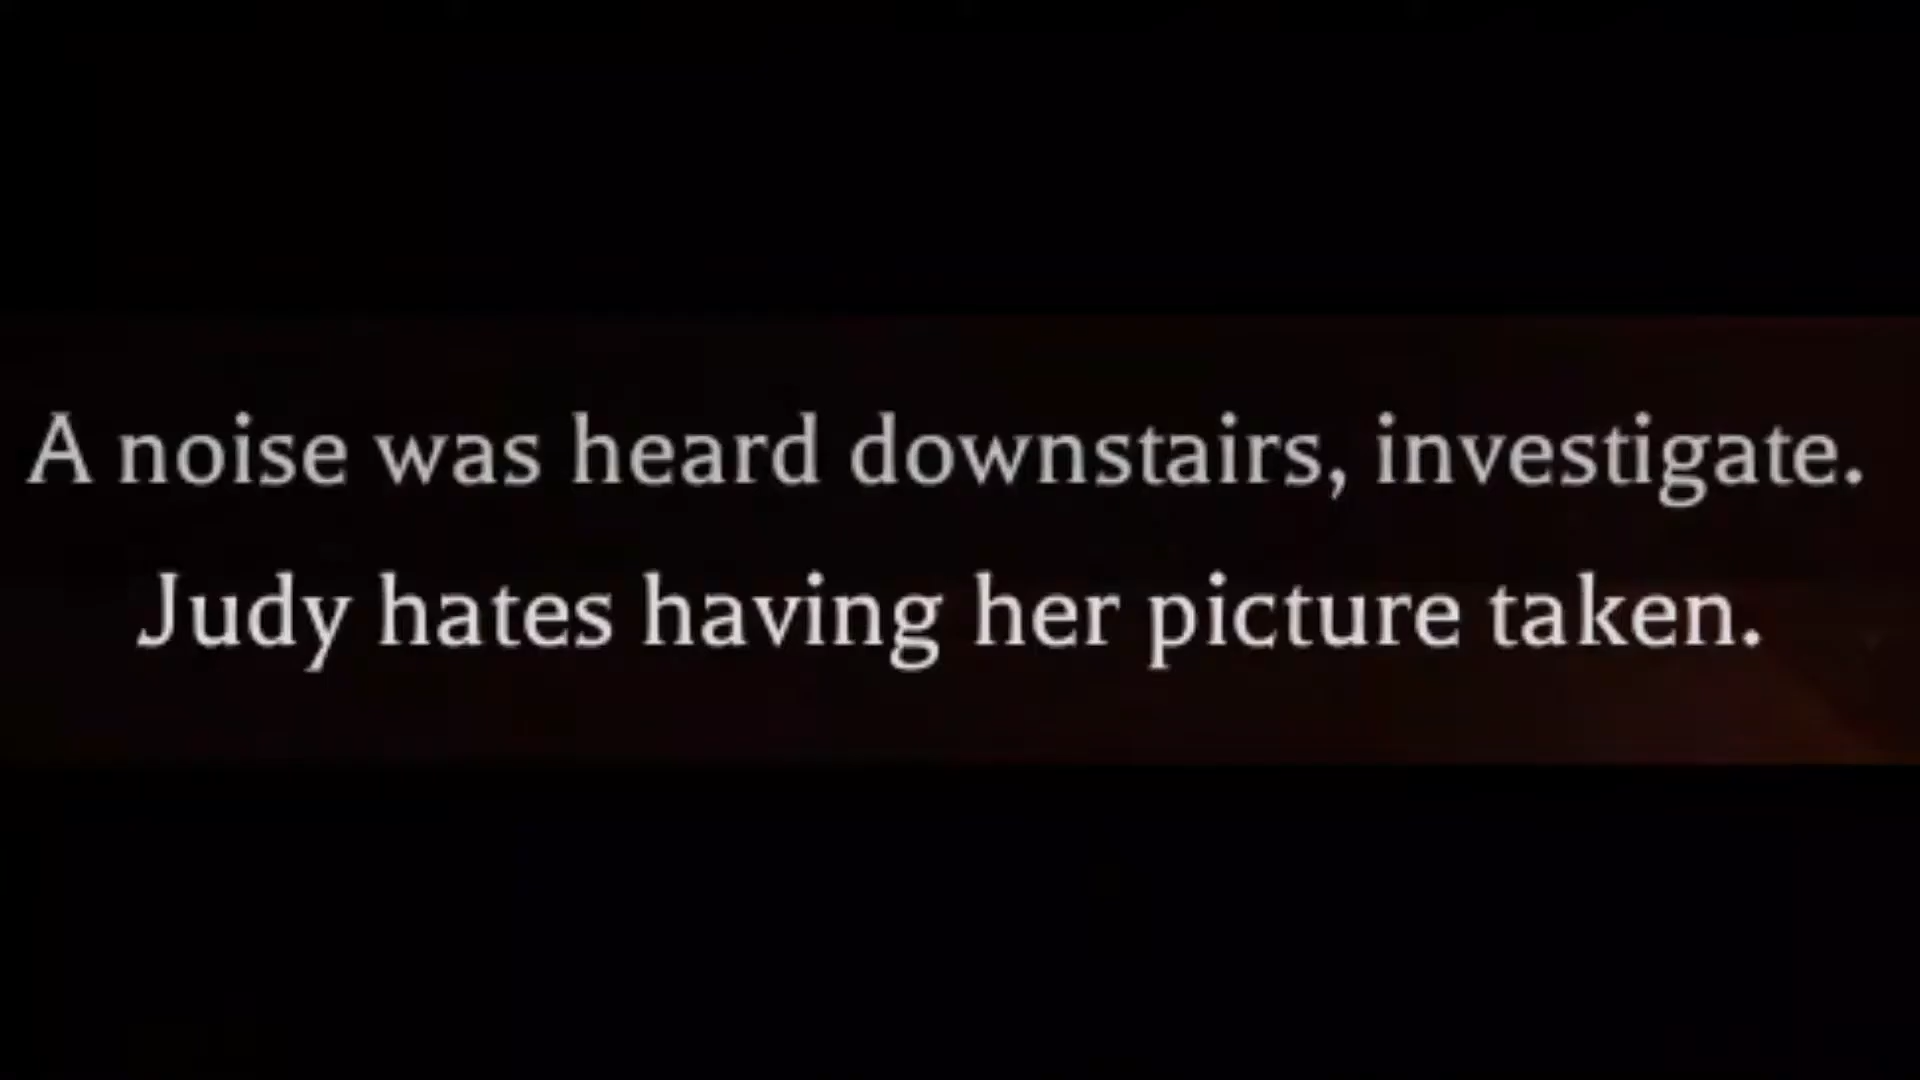 A noise was heard downstairs, investigate.
Judy hates having her picture taken.